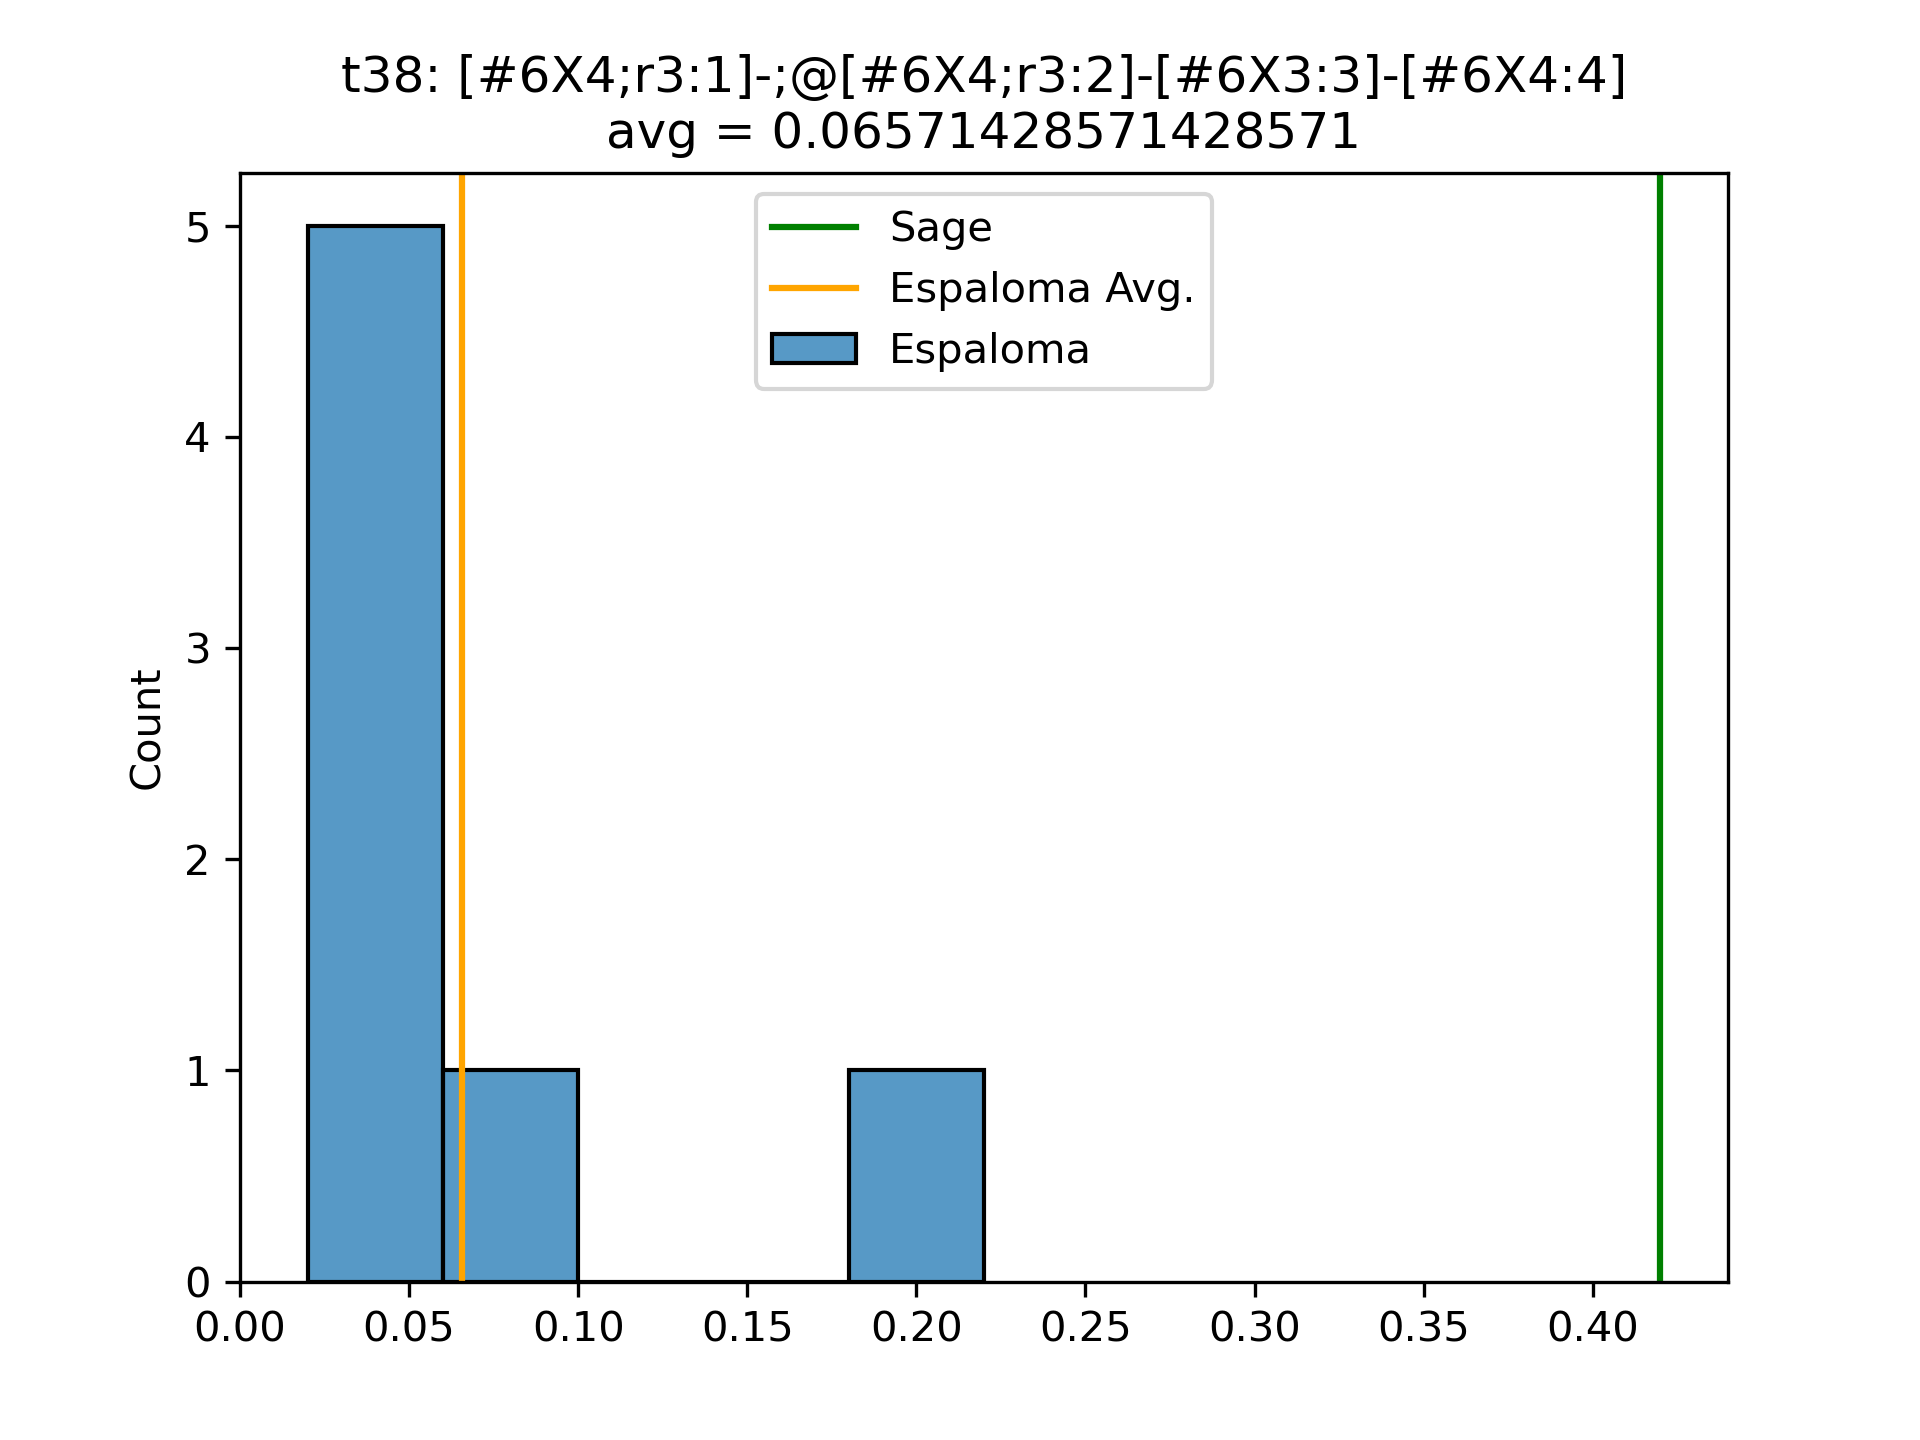 t38: [#6X4;r3:1]-;@[#6X4;r3:2]-[#6X3:3]-[#6X4:4]
avg = 0.06571428571428571
Sage
Espaloma Avg.
Espaloma
Count
5
4
3
2
1
0
0.00 0.05 0.10 0.15 0.20 0.25 0.30 0.35 0.40